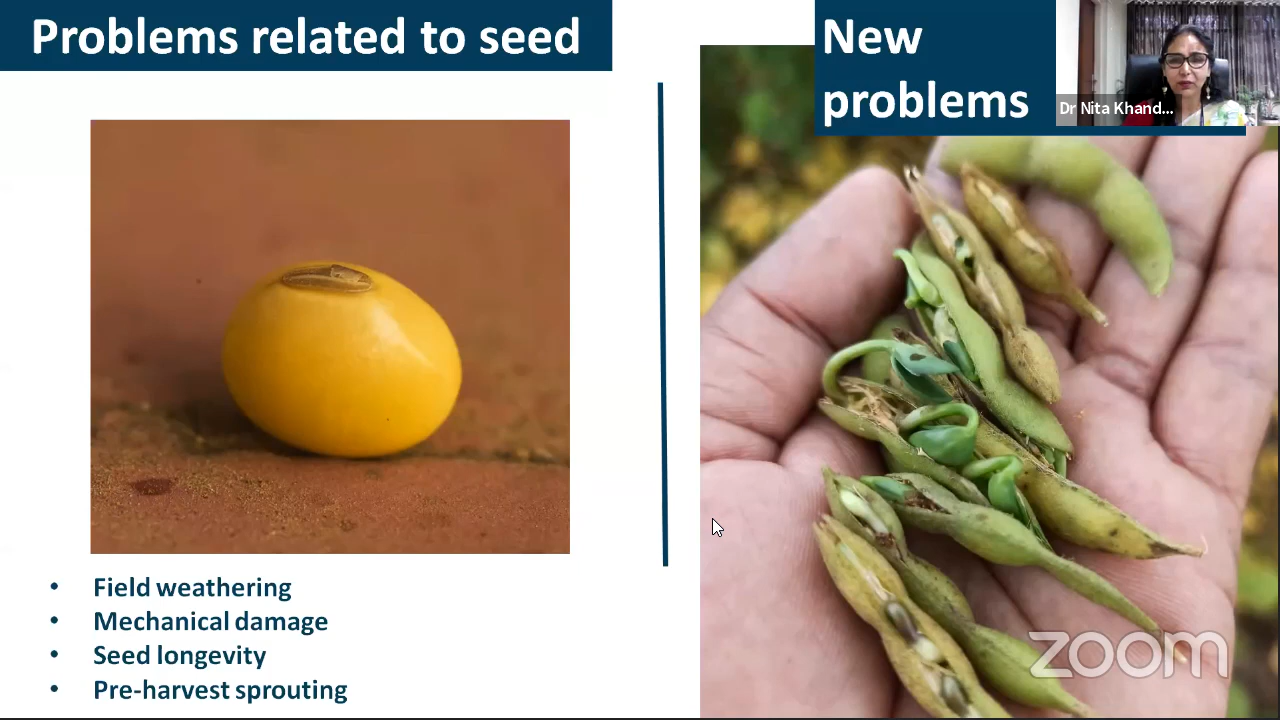 Problems related to seed
New
problems
Dr Nita Khand...
• Field weathering
• Mechanical damage
• Seed longevity
• Pre-harvest sprouting
zoom